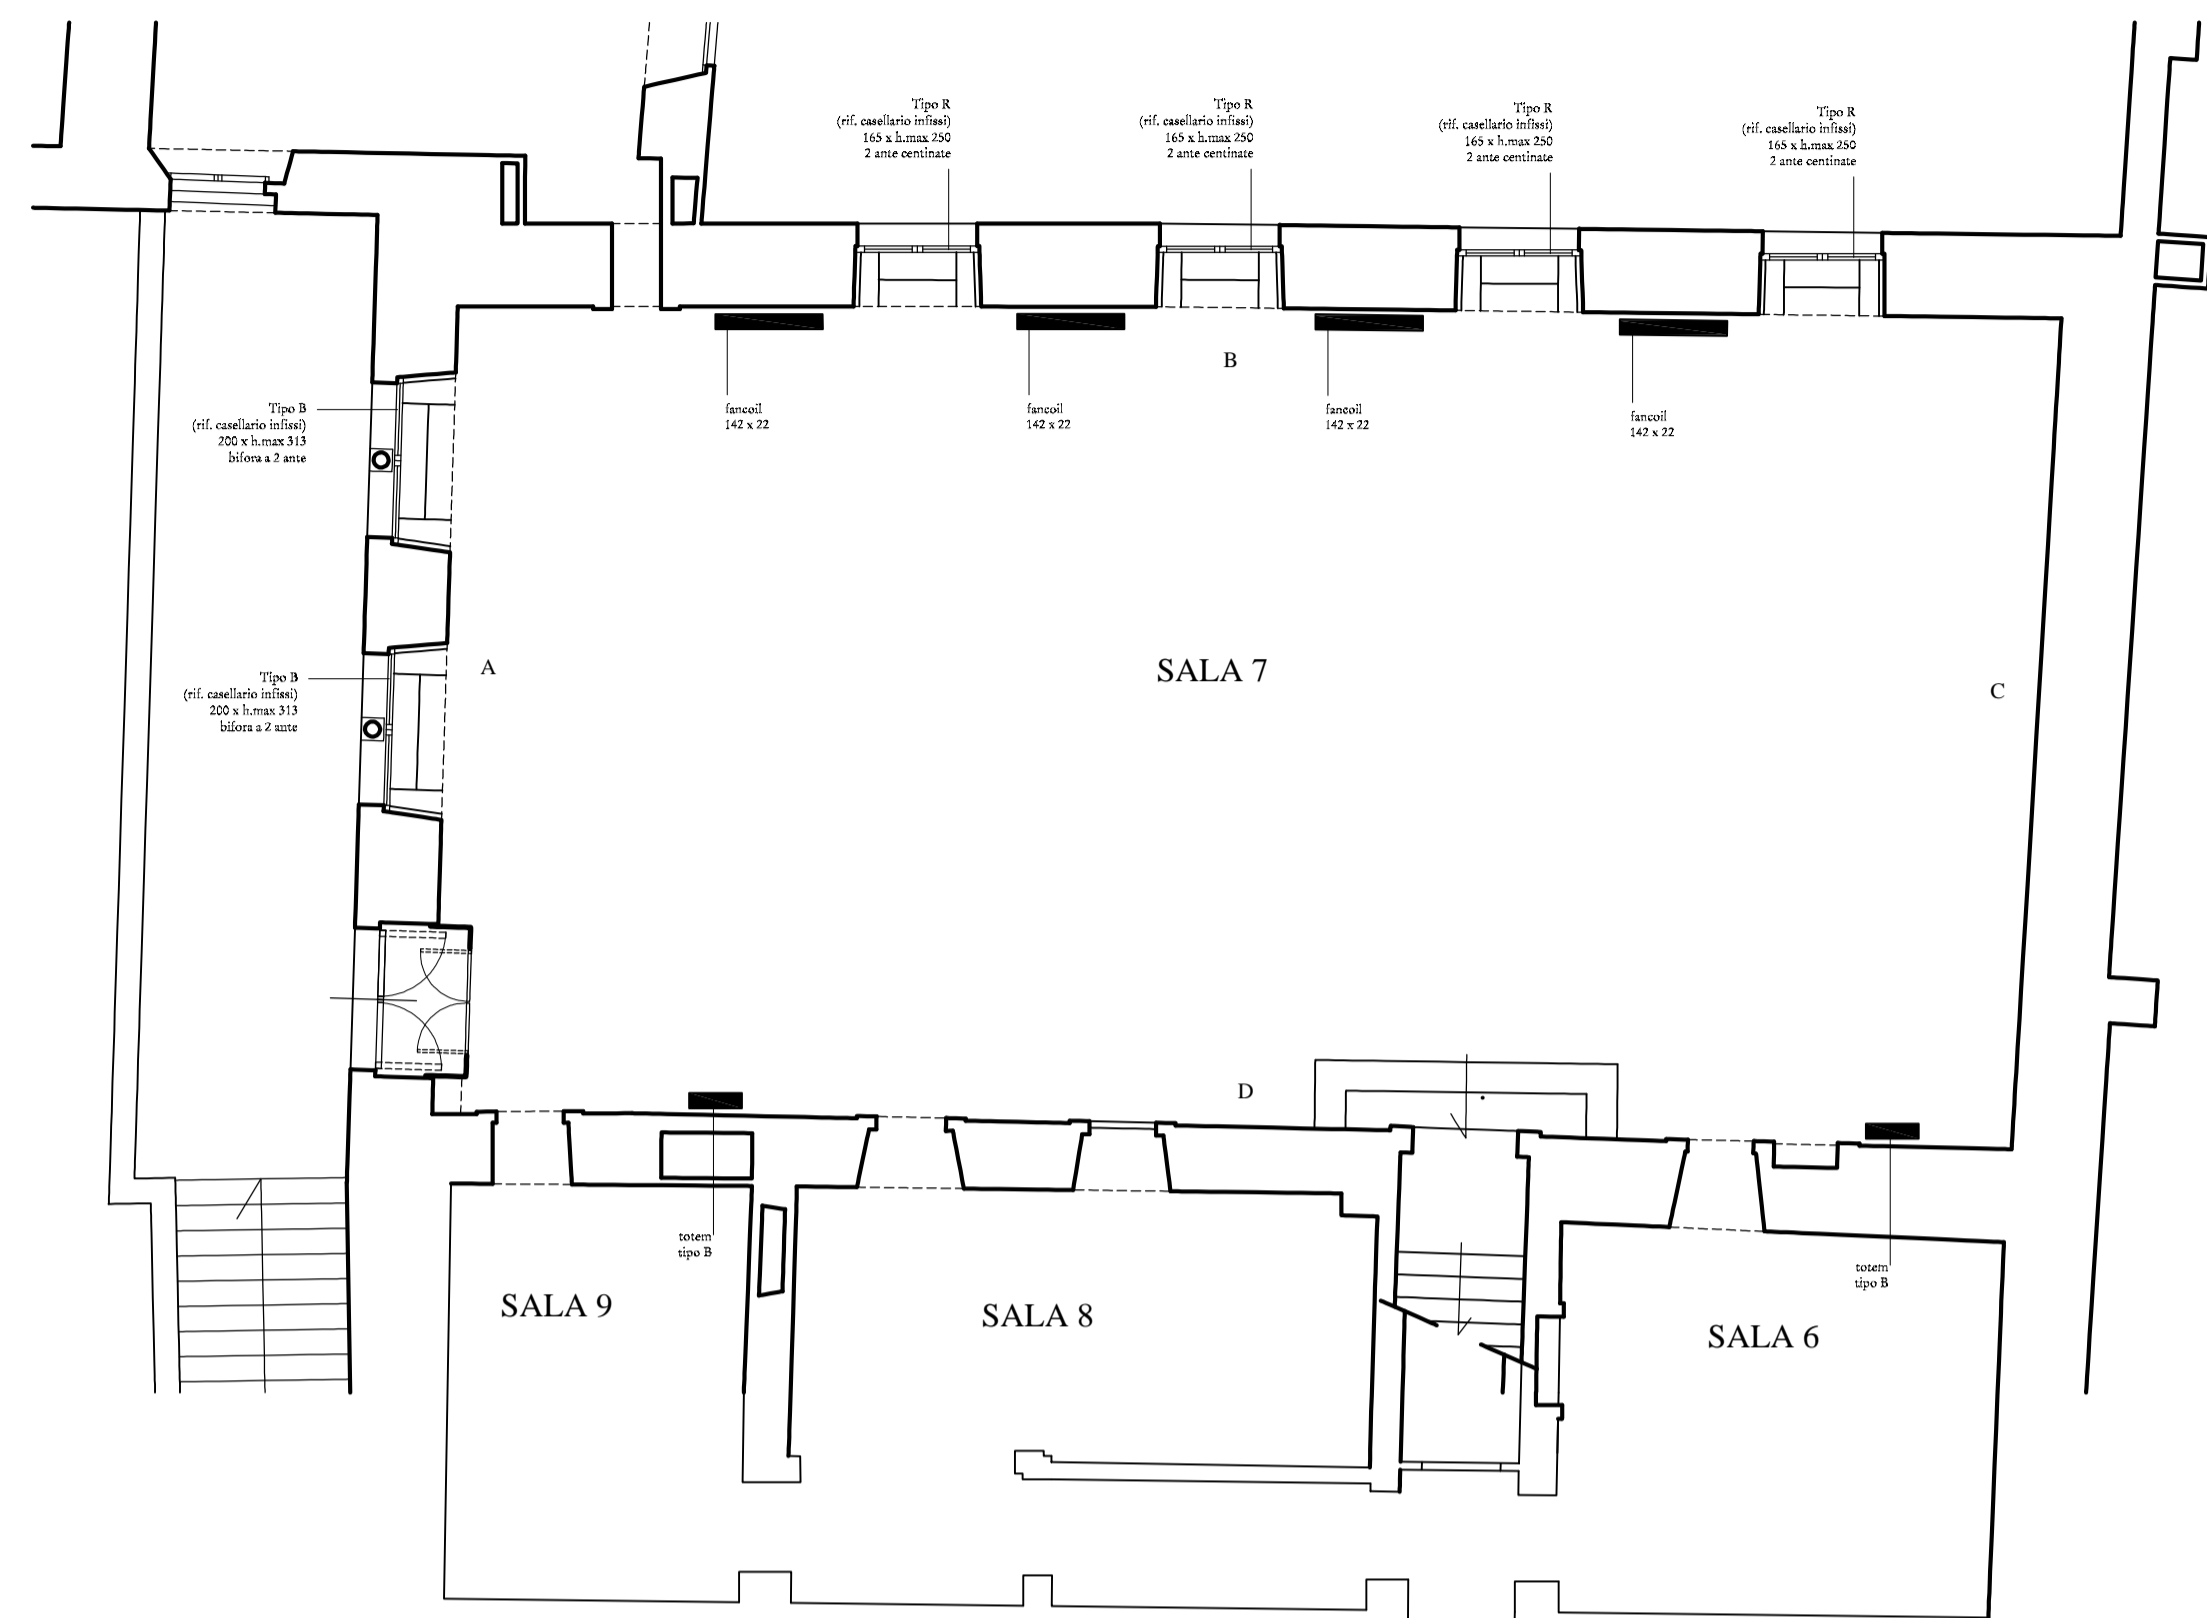 Tipo R
(rif. casellario infissi)
165 x h.max 250
2 ante centinate
Tipo R
(rif. casellario infissi)
165 x h.max 250
2 ante centinate
Tipo R
(rif. casellario infissi)
165 x h.max 250
2 ante centinate
Tipo R
(rif. casellario infissi)
165 x h.max 250
2 ante centinate
B
fancoil
142 x 22
fancoil
142 x 22
fancoil
142 x 22
fancoil
142 x 22
Tipo B
(rif. casellario infissi)
200 x h.max 313
bifora a 2 ante
A
SALA 7
C
Tipo B
(rif. casellario infissi)
200 x h.max 313
bifora a 2 ante
D
totem
tipo B
totem
tipo B
SALA 9
SALA 8
SALA 6